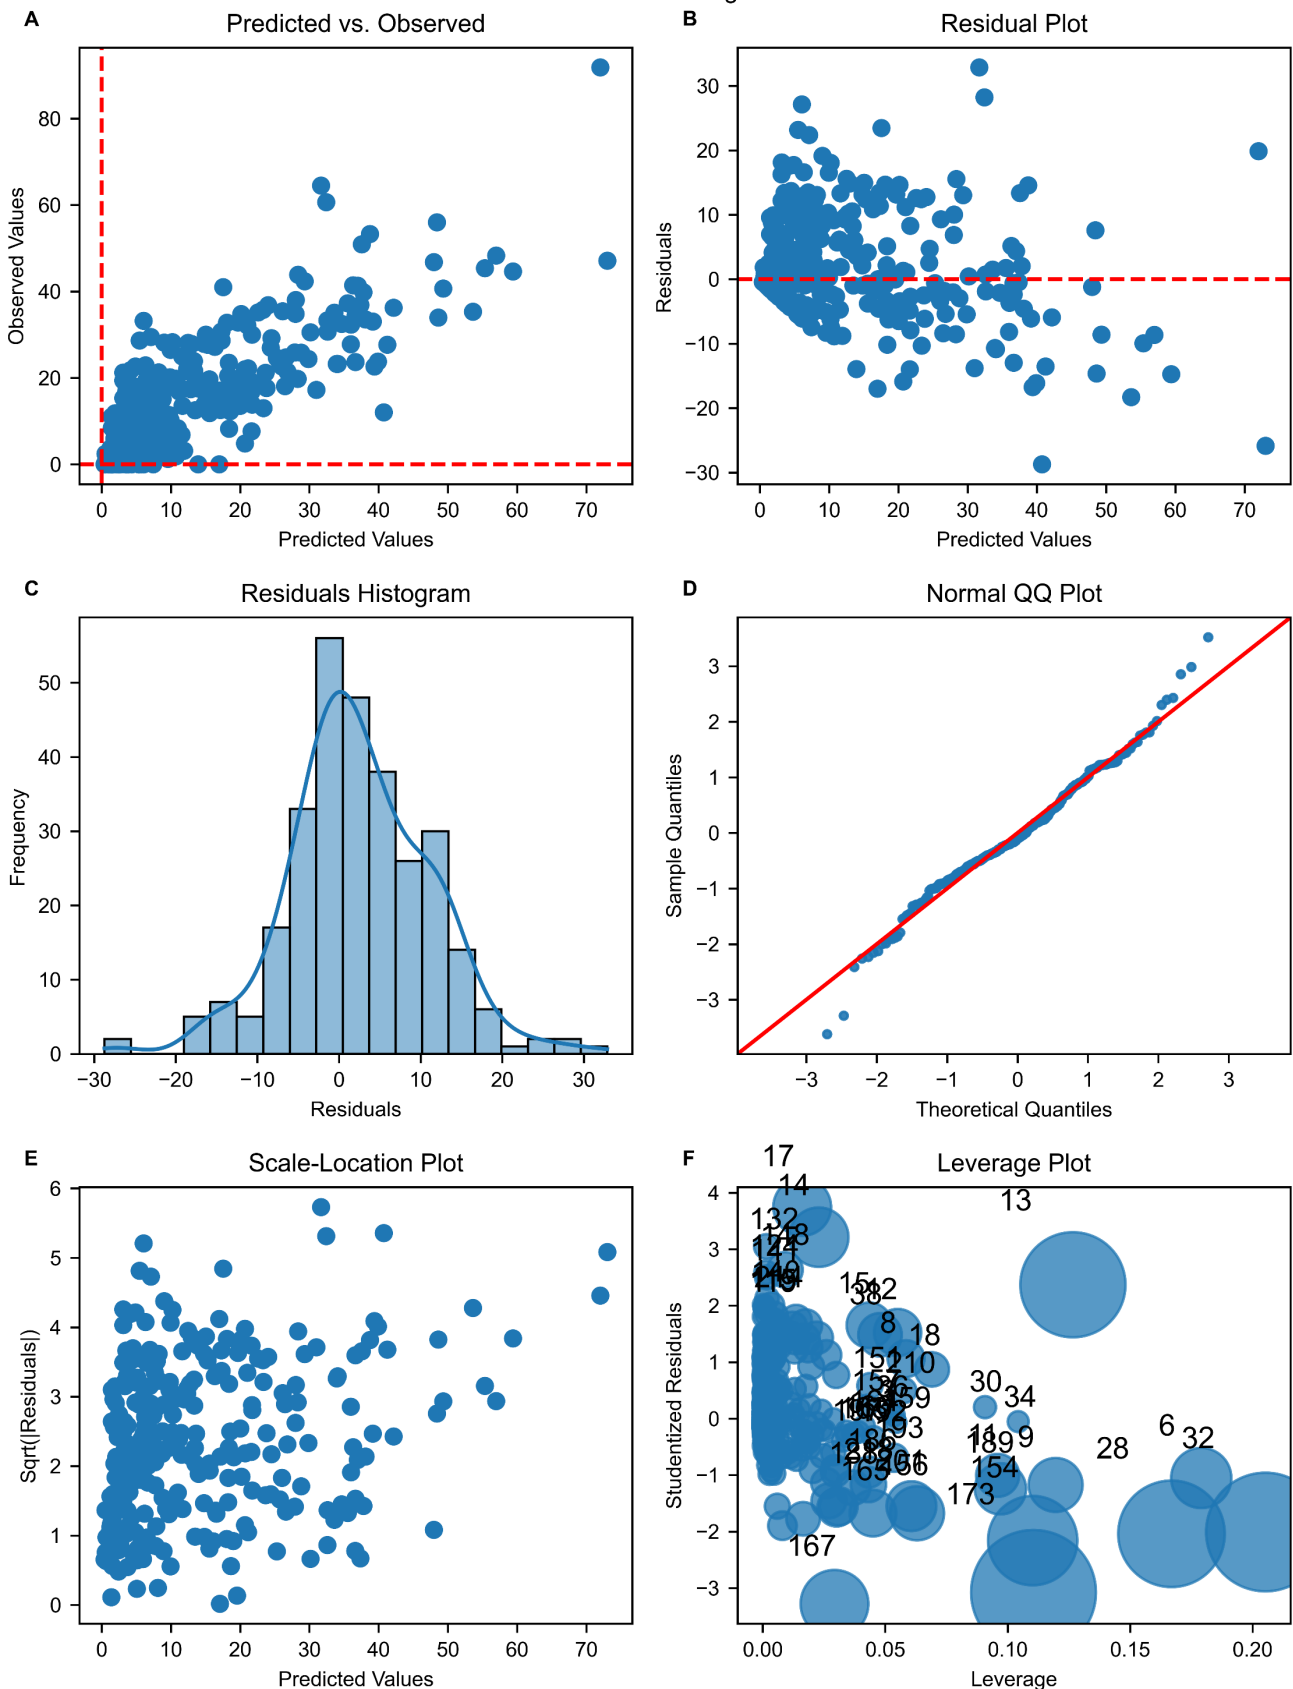 A
Predicted vs. Observed
Observed Values
80
60
40
20
0
0 10 20 30 40 50 60 70
Predicted Values
B
Residual Plot
Residuals
30
20
10
0
−10
−20
−30
0 10 20 30 40 50 60 70
Predicted Values
C
Residuals Histogram
Frequency
50
40
30
20
10
0
−30 −20 −10 0 10 20 30
Residuals
D
Normal QQ Plot
Sample Quantiles
3
2
1
0
−1
−2
−3
−3 −2 −1 0 1 2 3
Theoretical Quantiles
E
Scale-Location Plot
Sqrt(|Residuals|)
6
5
4
3
2
1
0
0 10 20 30 40 50 60 70
Predicted Values
F
Leverage Plot
Studentized Residuals
4
3
2
1
0
−1
−2
−3
17
14
13
132
38
8
18
110
30
34
9
6
32
28
154
173
167
0.00 0.05 0.10 0.15 0.20
Leverage